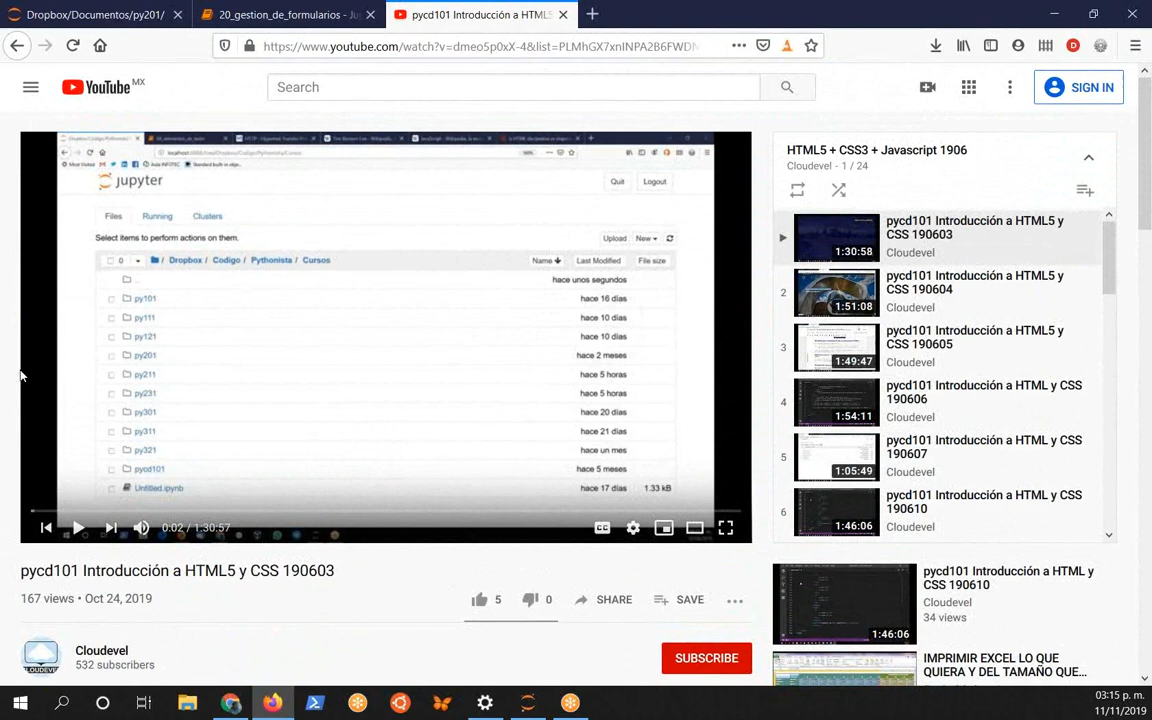 Dropbox/Documentos/py201/
20_gestion_de_formularios - Ju
pycd101 Introducción a HTML5
https://www.youtube.com/watch?v=dmeo5p0xX-4&list=PLMhGX7xnINPA2B6FWDN
YouTube MX
Search
SIGN IN
jupyter
Quit
Logout
Files
Running
Clusters
Select items to perform actions on them.
Upload
New
0
/ Dropbox / Codigo / Pythonista / Cursos
Name
Last Modified
File size
..
hace unos segundos
py101
hace 16 días
py111
hace 10 días
py121
hace 10 días
py201
hace 2 meses
py211
hace 5 horas
py231
hace 5 horas
py301
hace 20 días
py311
hace 21 días
py321
hace un mes
pycd101
hace 5 meses
Untitled.ipynb
hace 17 días
1.33 kB
0:02 / 1:30:57
CC
pycd101 Introducción a HTML5 y CSS 190603
167 views • Oct 24, 2019
5
0
SHARE
SAVE
Cloudevel
532 subscribers
SUBSCRIBE
HTML5 + CSS3 + Javascript 1906
Cloudevel - 1 / 24
1:30:58
pycd101 Introducción a HTML5 y
CSS 190603
Cloudevel
2
1:51:08
pycd101 Introducción a HTML5 y
CSS 190604
Cloudevel
3
1:49:47
pycd101 Introducción a HTML5 y
CSS 190605
Cloudevel
4
1:54:11
pycd101 Introducción a HTML y
CSS 190606
Cloudevel
5
1:05:49
pycd101 Introducción a HTML y
CSS 190607
Cloudevel
6
1:46:06
pycd101 Introducción a HTML y
CSS 190610
Cloudevel
1:46:06
pycd101 Introducción a HTML y
CSS 190610
Cloudevel
34 views
IMPRIMIR EXCEL LO QUE
QUIERA Y DEL TAMAÑO QUE...
03:15 p. m.
11/11/2019